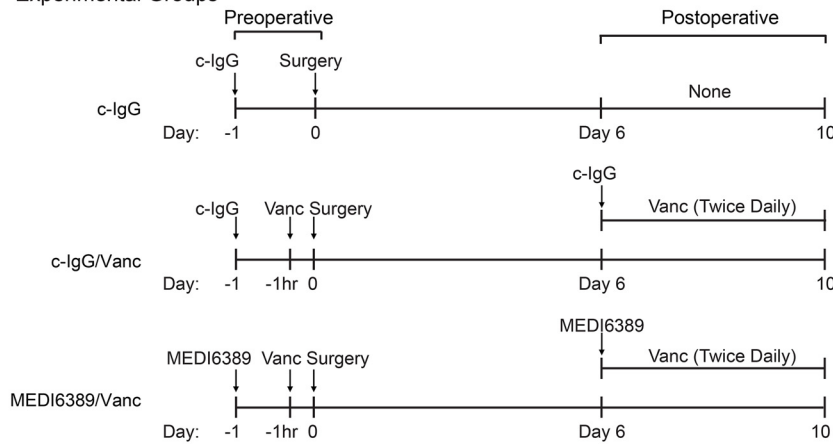 Experimental Groups
Preoperative Postoperative
c-IgG Surgery
c-IgG None
Day: -1 0 Day 6 10
c-IgG
c-IgG Vanc Surgery Vanc (Twice Daily)
c-IgG/Vanc
Day: -1 -1hr 0 Day 6 10
MEDI6389
MEDI6389 Vanc Surgery Vanc (Twice Daily)
MEDI6389/Vanc
Day: -1 -1hr 0 Day 6 10